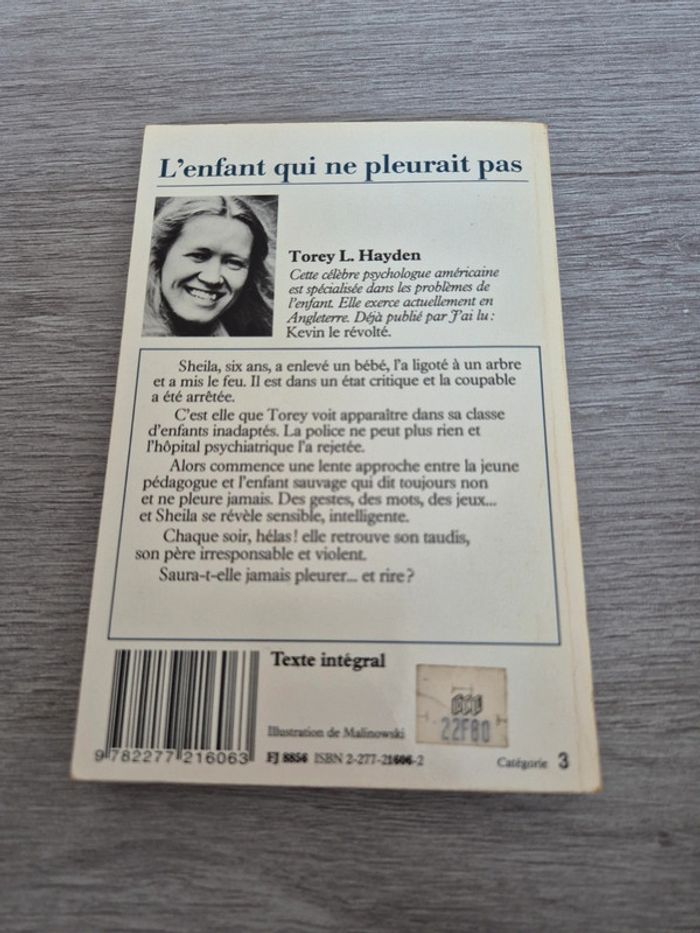 L'enfant qui ne pleurait pas
Torey L. Hayden
Cette célèbre psychologue américaine
est spécialisée dans les problèmes de
l'enfant. Elle exerce actuellement en
Angleterre. Déjà publié par J'ai lu :
Kevin le révolté.
Sheila, six ans, a enlevé un bébé, l'a ligoté à un arbre
et a mis le feu. Il est dans un état critique et la coupable
a été arrêtée.
C'est elle que Torey voit apparaître dans sa classe
d'enfants inadaptés. La police ne peut plus rien et
l'hôpital psychiatrique l'a rejetée.
Alors commence une lente approche entre la jeune
pédagogue et l'enfant sauvage qui dit toujours non
et ne pleure jamais. Des gestes, des mots, des jeux...
et Sheila se révèle sensible, intelligente.
Chaque soir, hélas ! elle retrouve son taudis,
son père irresponsable et violent.
Saura-t-elle jamais pleurer... et rire ?
Texte intégral
22F80
Illustration de Malinowski
9 782277 216063
FJ 8856 ISBN 2-277-21606-2
Catégorie 3